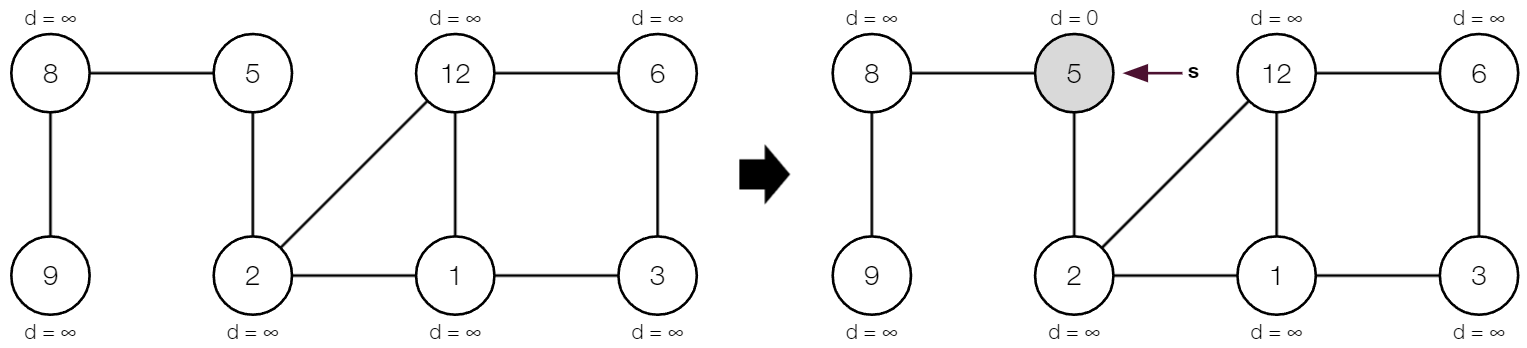 d = ∞ d = ∞ d = ∞
8 5 12 6
9 2 1 3
d = ∞ d = ∞ d = ∞ d = ∞
d = ∞ d = 0 d = ∞ d = ∞
8 5 s 12 6
9 2 1 3
d = ∞ d = ∞ d = ∞ d = ∞